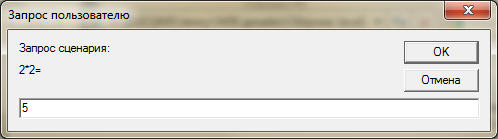 Запрос пользователю
Запрос сценария:
OK
2*2=
Отмена
5